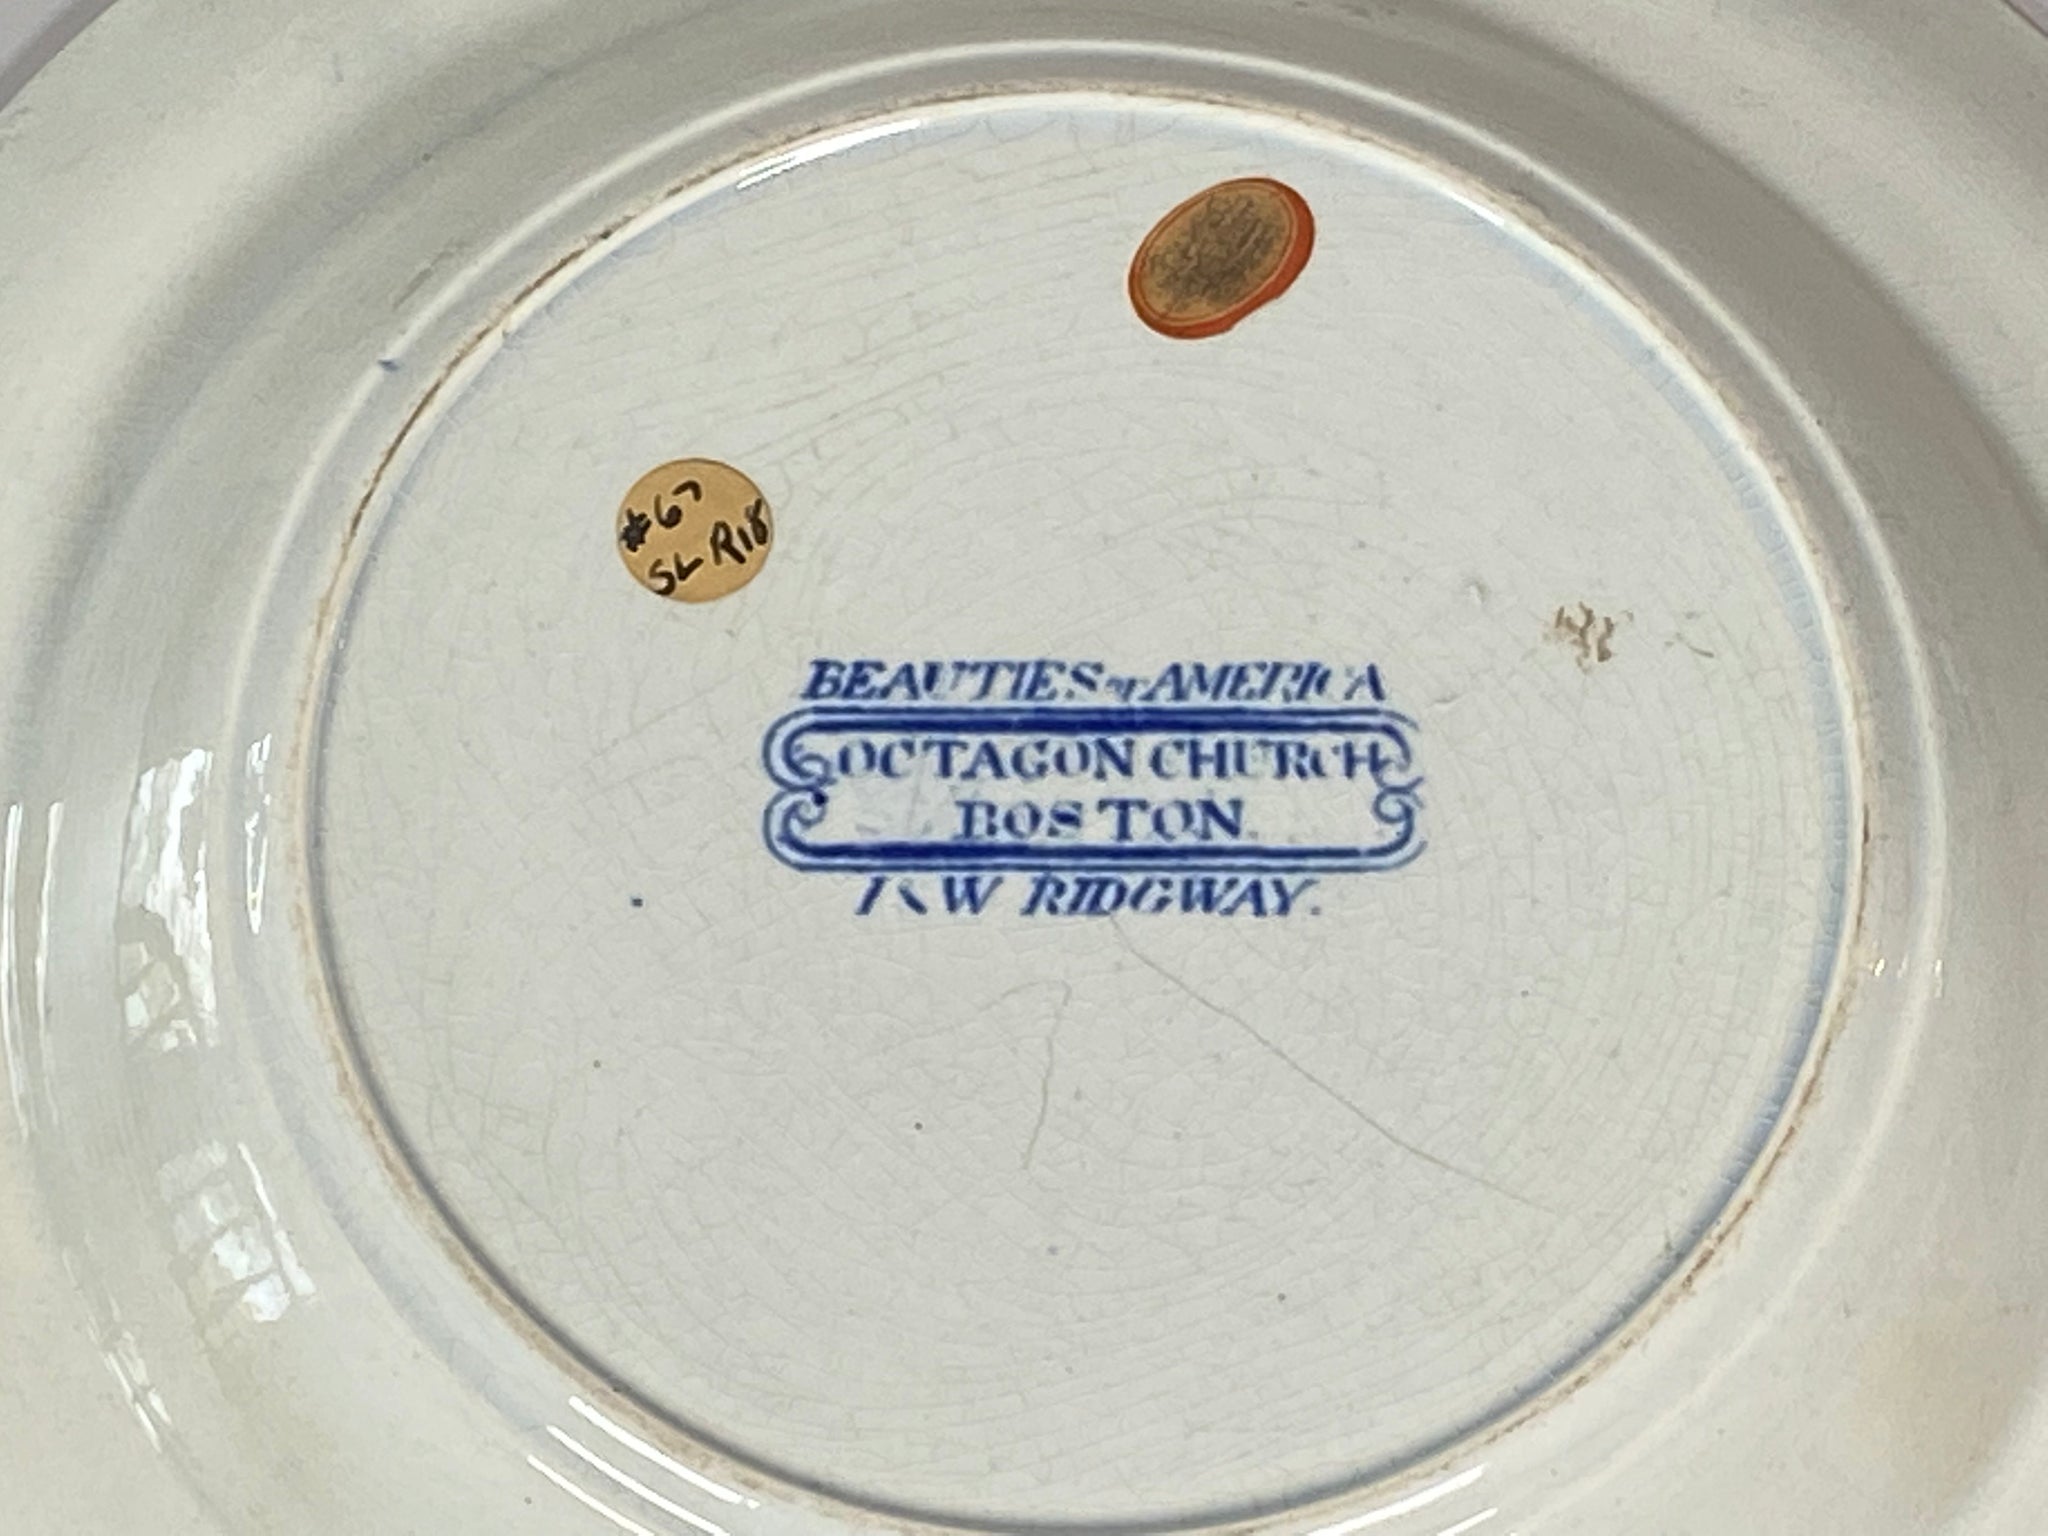 #67
SL R18
BEAUTIES of AMERICA
OCTAGON CHURCH
BOSTON.
I & W RIDGWAY.